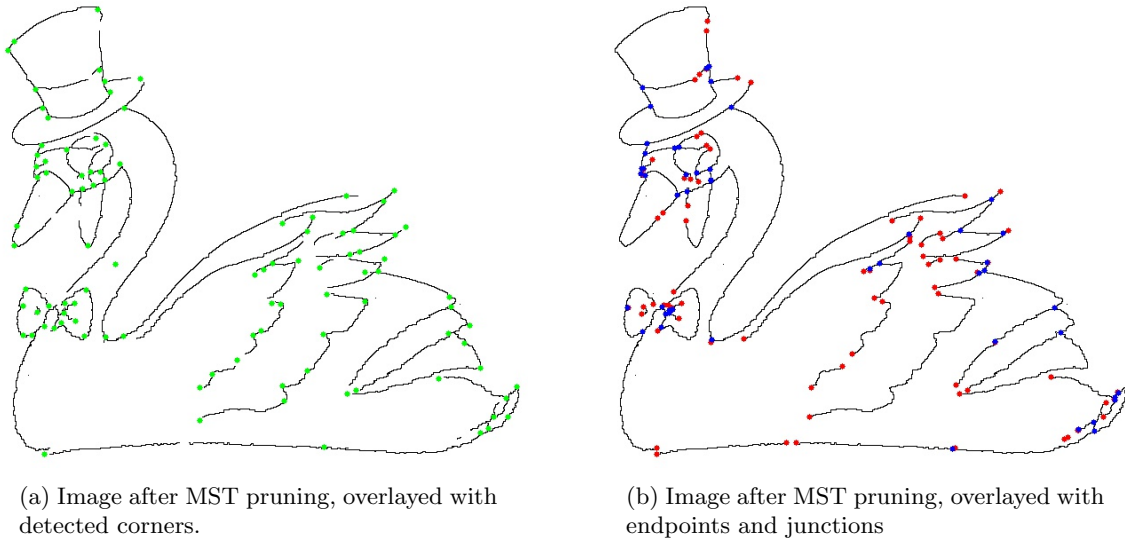 (a) Image after MST pruning, overlayed with
detected corners.
(b) Image after MST pruning, overlayed with
endpoints and junctions